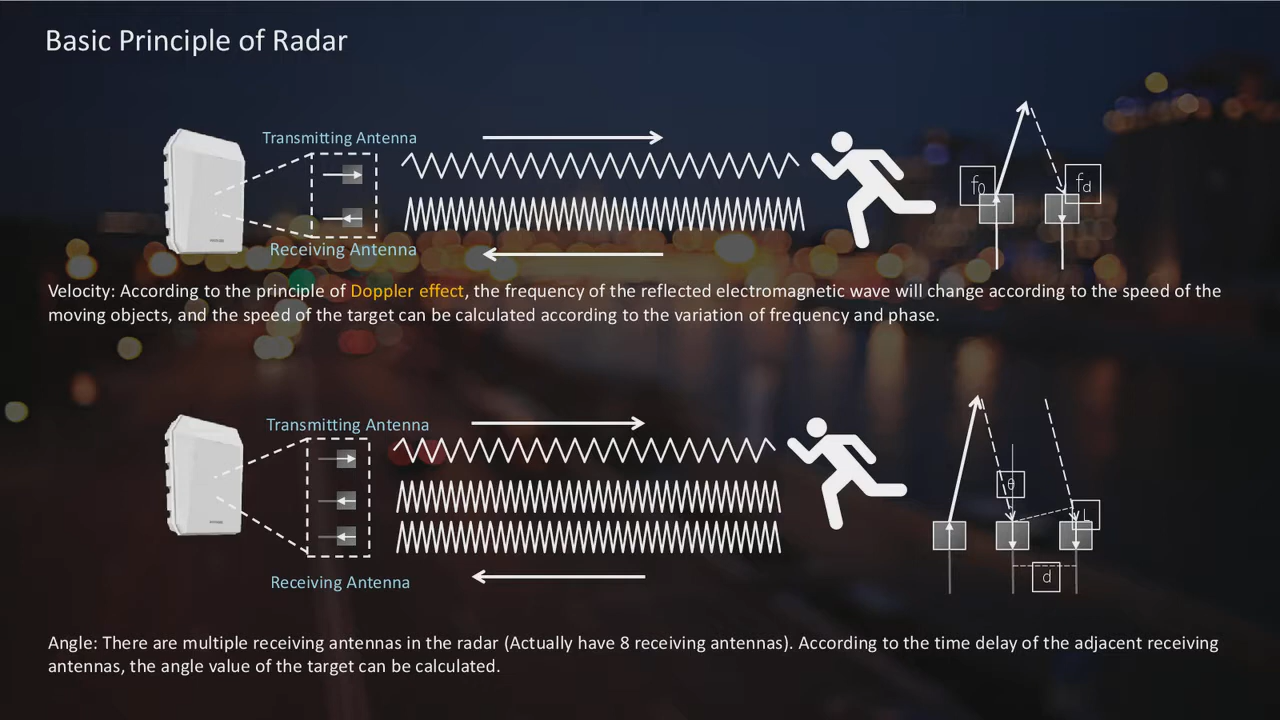 Basic Principle of Radar
Transmitting Antenna
f₀
fd
Receiving Antenna
Velocity: According to the principle of Doppler effect, the frequency of the reflected electromagnetic wave will change according to the speed of the
moving objects, and the speed of the target can be calculated according to the variation of frequency and phase.
Transmitting Antenna
θ
L
d
Receiving Antenna
Angle: There are multiple receiving antennas in the radar (Actually have 8 receiving antennas). According to the time delay of the adjacent receiving
antennas, the angle value of the target can be calculated.